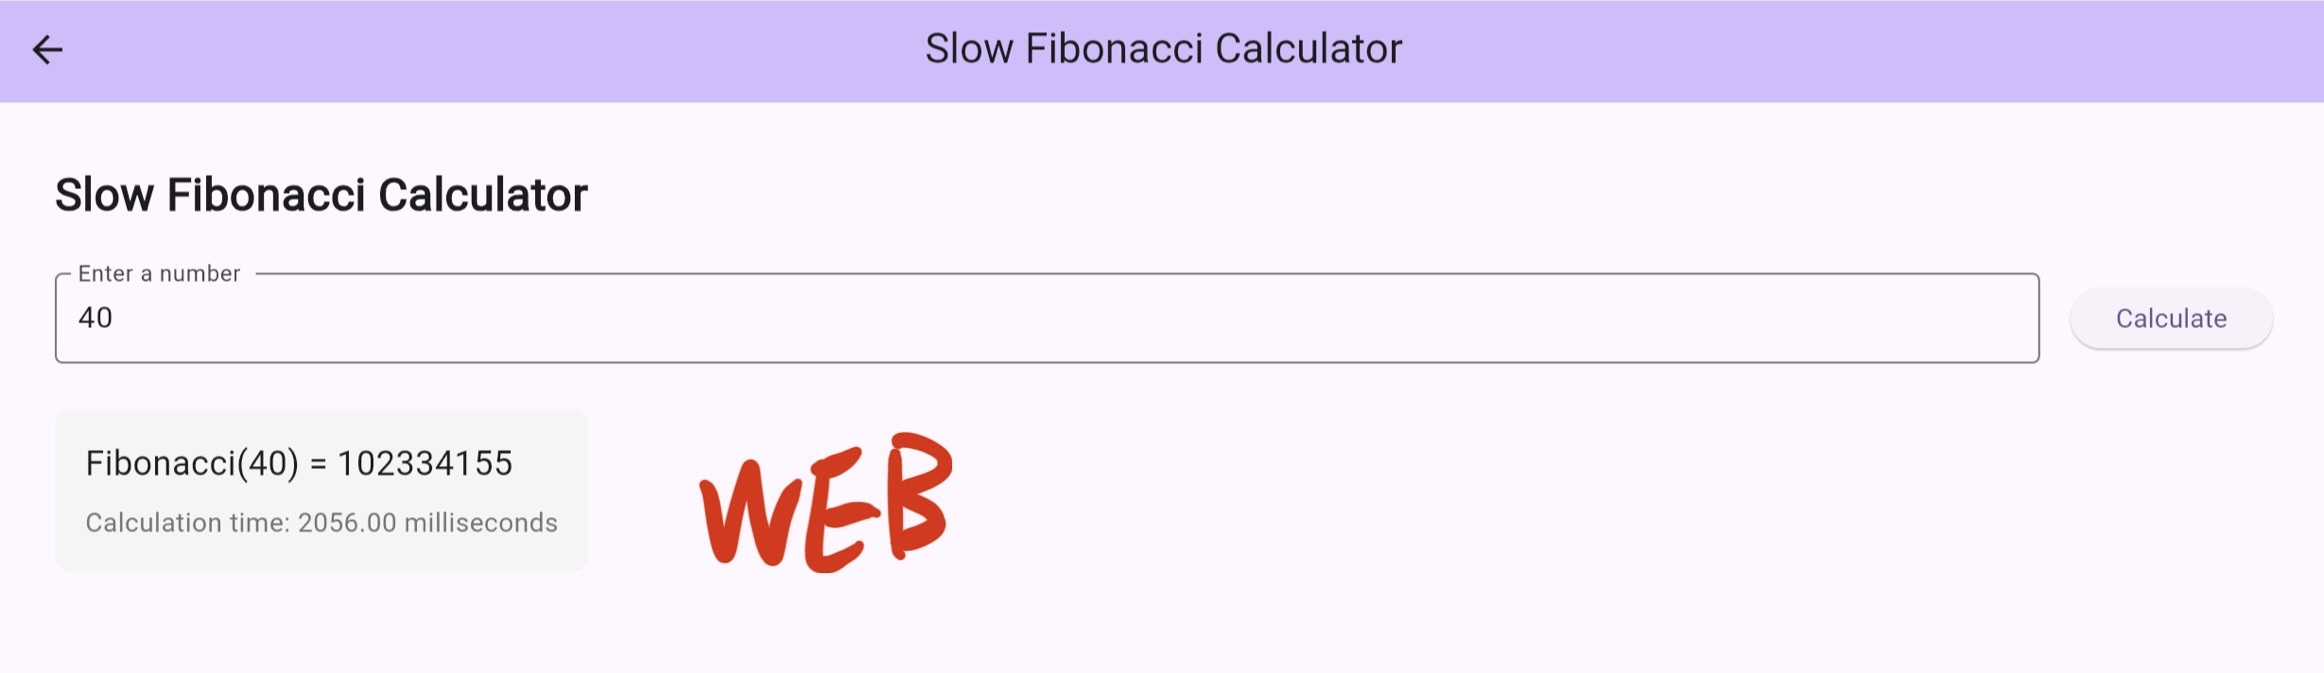 Slow Fibonacci Calculator
Slow Fibonacci Calculator
Enter a number
40
Calculate
Fibonacci(40) = 102334155
Calculation time: 2056.00 milliseconds
WEB